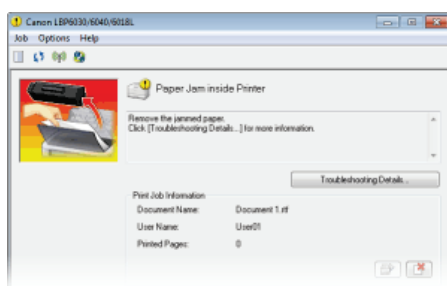 Canon LBP6030/6040/6018L
Job Options Help
Paper Jam inside Printer
Remove the jammed paper.
Click [Troubleshooting Details...] for more information.
Troubleshooting Details...
Print Job Information
Document Name: Document 1.rtf
User Name: User01
Printed Pages: 0